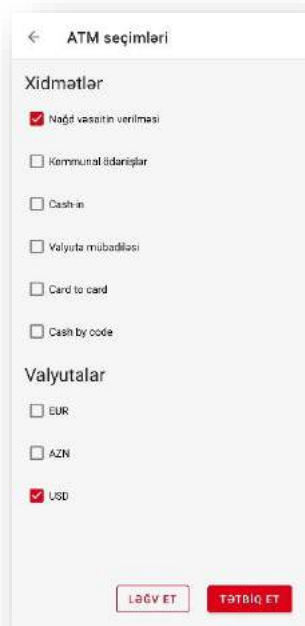 ATM seçimləri
Xidmətlər
Nağd vəsaitin verilməsi
Kommunal ödənişlər
Cash-in
Valyuta mübadiləsi
Card to card
Cash by code
Valyutalar
EUR
AZN
USD
LƏĞV ET
TƏTBİQ ET